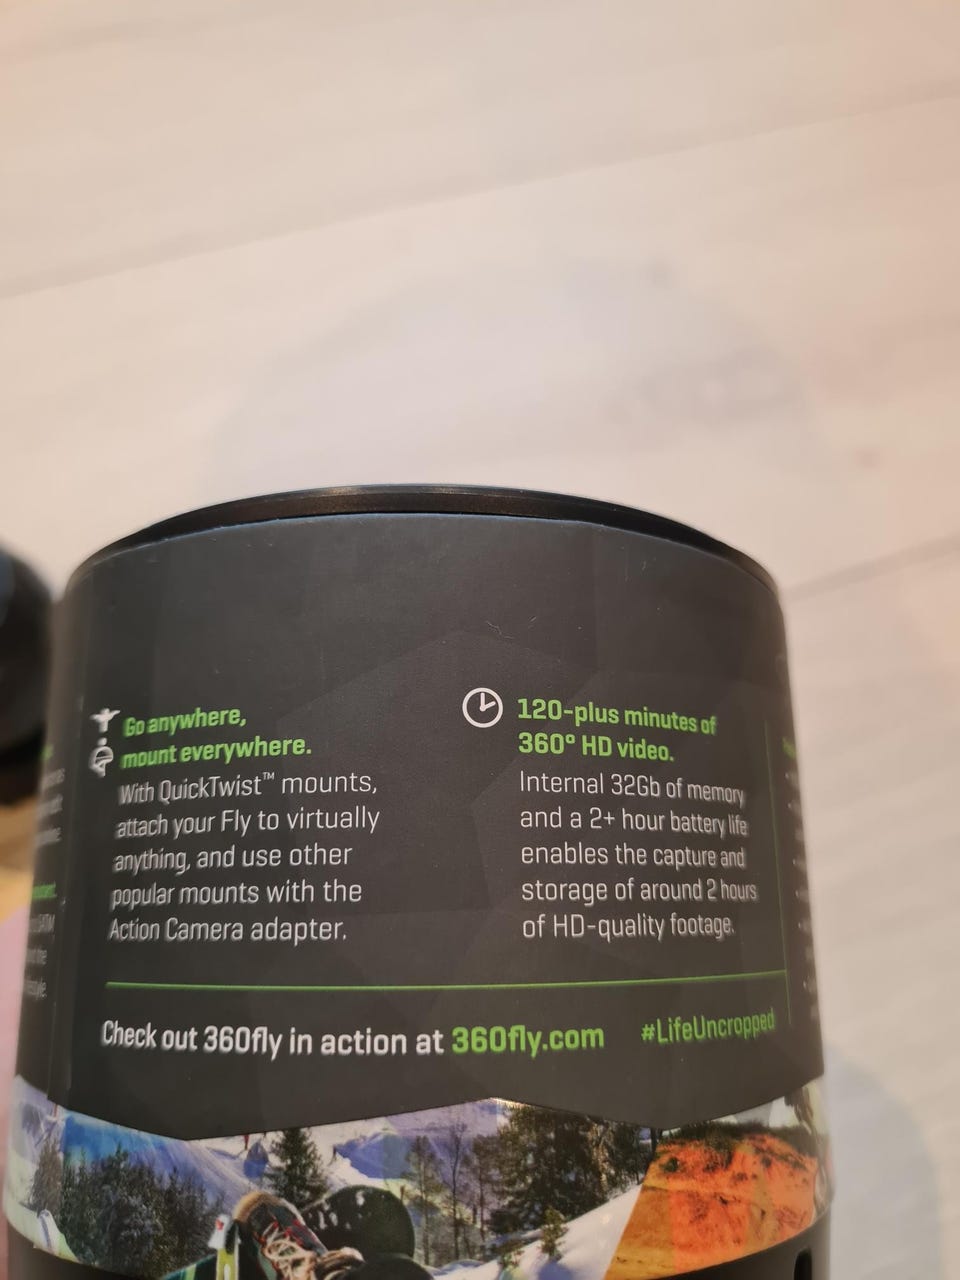 Go anywhere,
mount everywhere.
With QuickTwist™ mounts,
attach your Fly to virtually
anything, and use other
popular mounts with the
Action Camera adapter.
120-plus minutes of
360° HD video.
Internal 32Gb of memory
and a 2+ hour battery life
enables the capture and
storage of around 2 hours
of HD-quality footage.
Check out 360fly in action at 360fly.com
#LifeUncropped